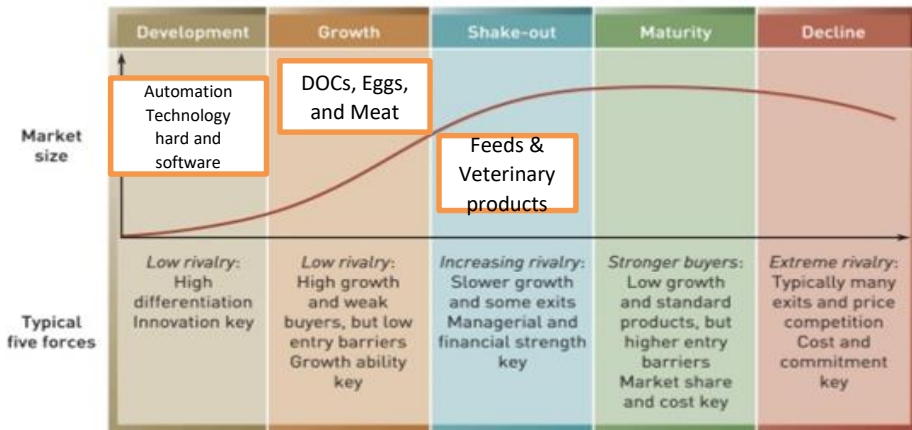 Development
Growth
Shake-out
Maturity
Decline
Market
size
Automation
Technology
hard and
software
DOCs, Eggs,
and Meat
Feeds &
Veterinary
products
Typical
five forces
Low rivalry:
High
differentiation
Innovation key
Low rivalry:
High growth
and weak
buyers, but low
entry barriers
Growth ability
key
Increasing rivalry:
Slower growth
and some exits
Managerial and
financial strength
key
Stronger buyers:
Low growth
and standard
products, but
higher entry
barriers
Market share
and cost key
Extreme rivalry:
Typically many
exits and price
competition
Cost and
commitment
key